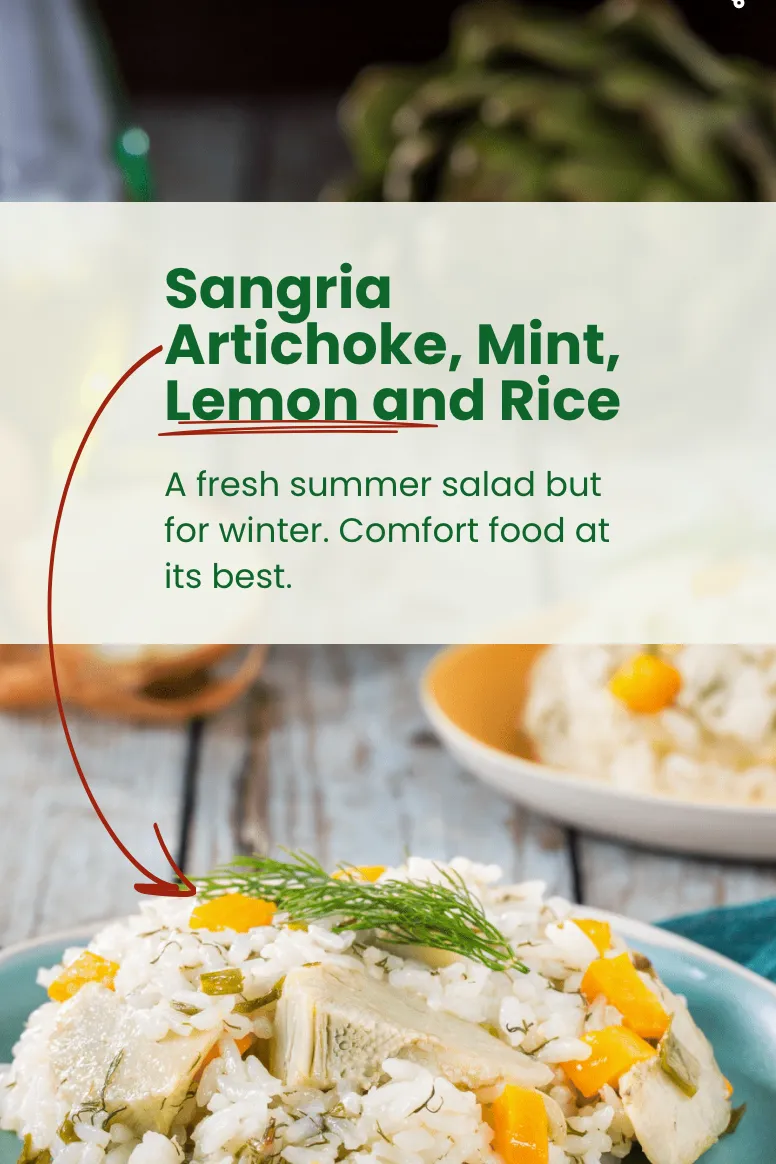 Sangria
Artichoke, Mint,
Lemon and Rice
A fresh summer salad but
for winter. Comfort food at
its best.